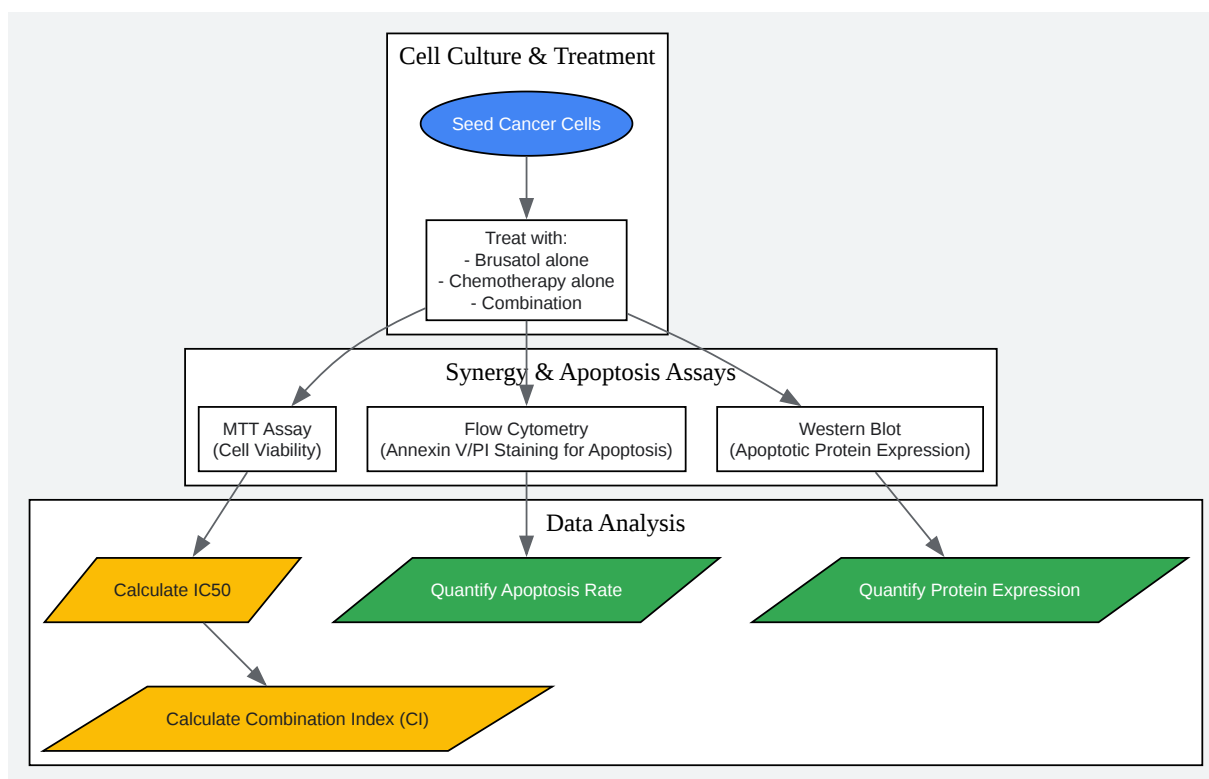 Cell Culture & Treatment
Seed Cancer Cells
Treat with:
- Brusatol alone
- Chemotherapy alone
- Combination
Synergy & Apoptosis Assays
MTT Assay
(Cell Viability)
Flow Cytometry
(Annexin V/PI Staining for Apoptosis)
Western Blot
(Apoptotic Protein Expression)
Data Analysis
Calculate IC50
Quantify Apoptosis Rate
Quantify Protein Expression
Calculate Combination Index (CI)